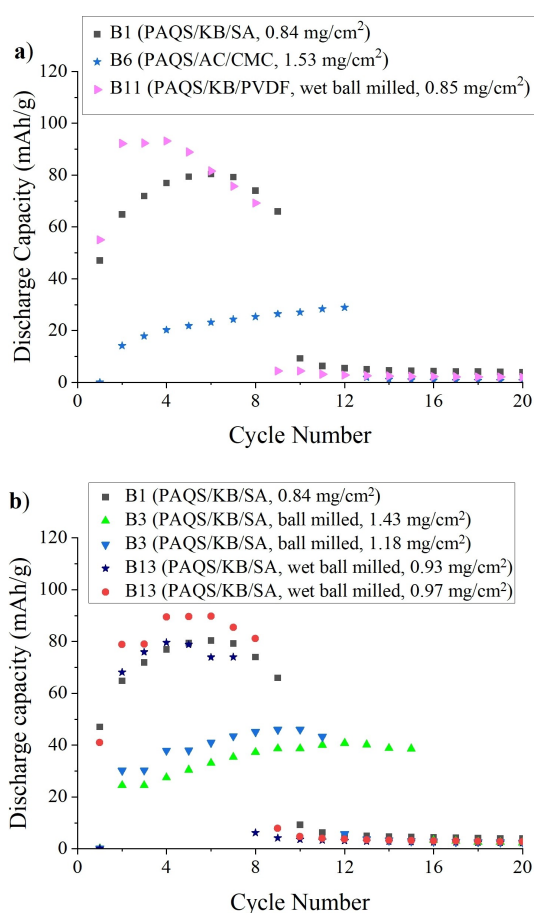 a)
B1 (PAQS/KB/SA, 0.84 mg/cm²)
B6 (PAQS/AC/CMC, 1.53 mg/cm²)
B11 (PAQS/KB/PVDF, wet ball milled, 0.85 mg/cm²)
Discharge Capacity (mAh/g)
120
100
80
60
40
20
0
0 4 8 12 16 20
Cycle Number
b)
B1 (PAQS/KB/SA, 0.84 mg/cm²)
B3 (PAQS/KB/SA, ball milled, 1.43 mg/cm²)
B3 (PAQS/KB/SA, ball milled, 1.18 mg/cm²)
B13 (PAQS/KB/SA, wet ball milled, 0.93 mg/cm²)
B13 (PAQS/KB/SA, wet ball milled, 0.97 mg/cm²)
Discharge capacity (mAh/g)
120
100
80
60
40
20
0
0 4 8 12 16 20
Cycle Number